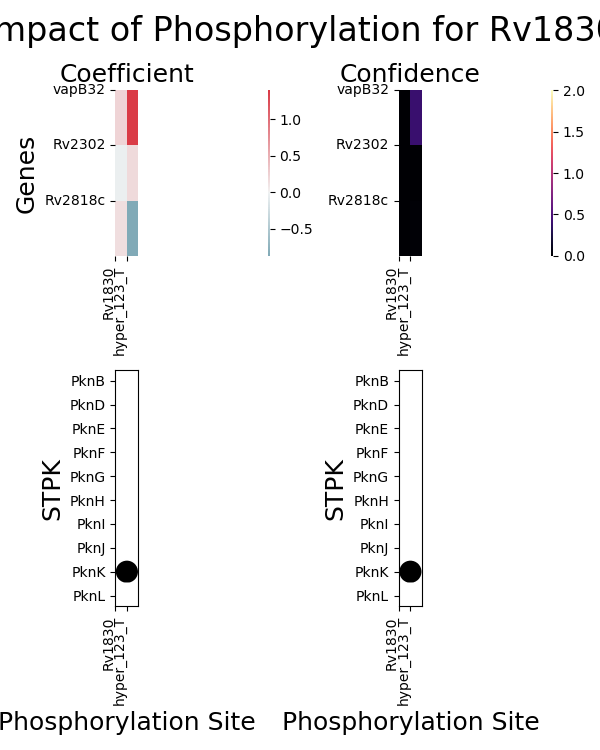 mpact of Phosphorylation for Rv1830
Coefficient
Confidence
Genes
vapB32
Rv2302
Rv2818c
1.0
0.5
0.0
−0.5
Rv1830
hyper_123_T
vapB32
Rv2302
Rv2818c
2.0
1.5
1.0
0.5
0.0
Rv1830
hyper_123_T
STPK
PknB
PknD
PknE
PknF
PknG
PknH
PknI
PknJ
PknK
PknL
Rv1830
hyper_123_T
Phosphorylation Site
STPK
PknB
PknD
PknE
PknF
PknG
PknH
PknI
PknJ
PknK
PknL
Rv1830
hyper_123_T
Phosphorylation Site